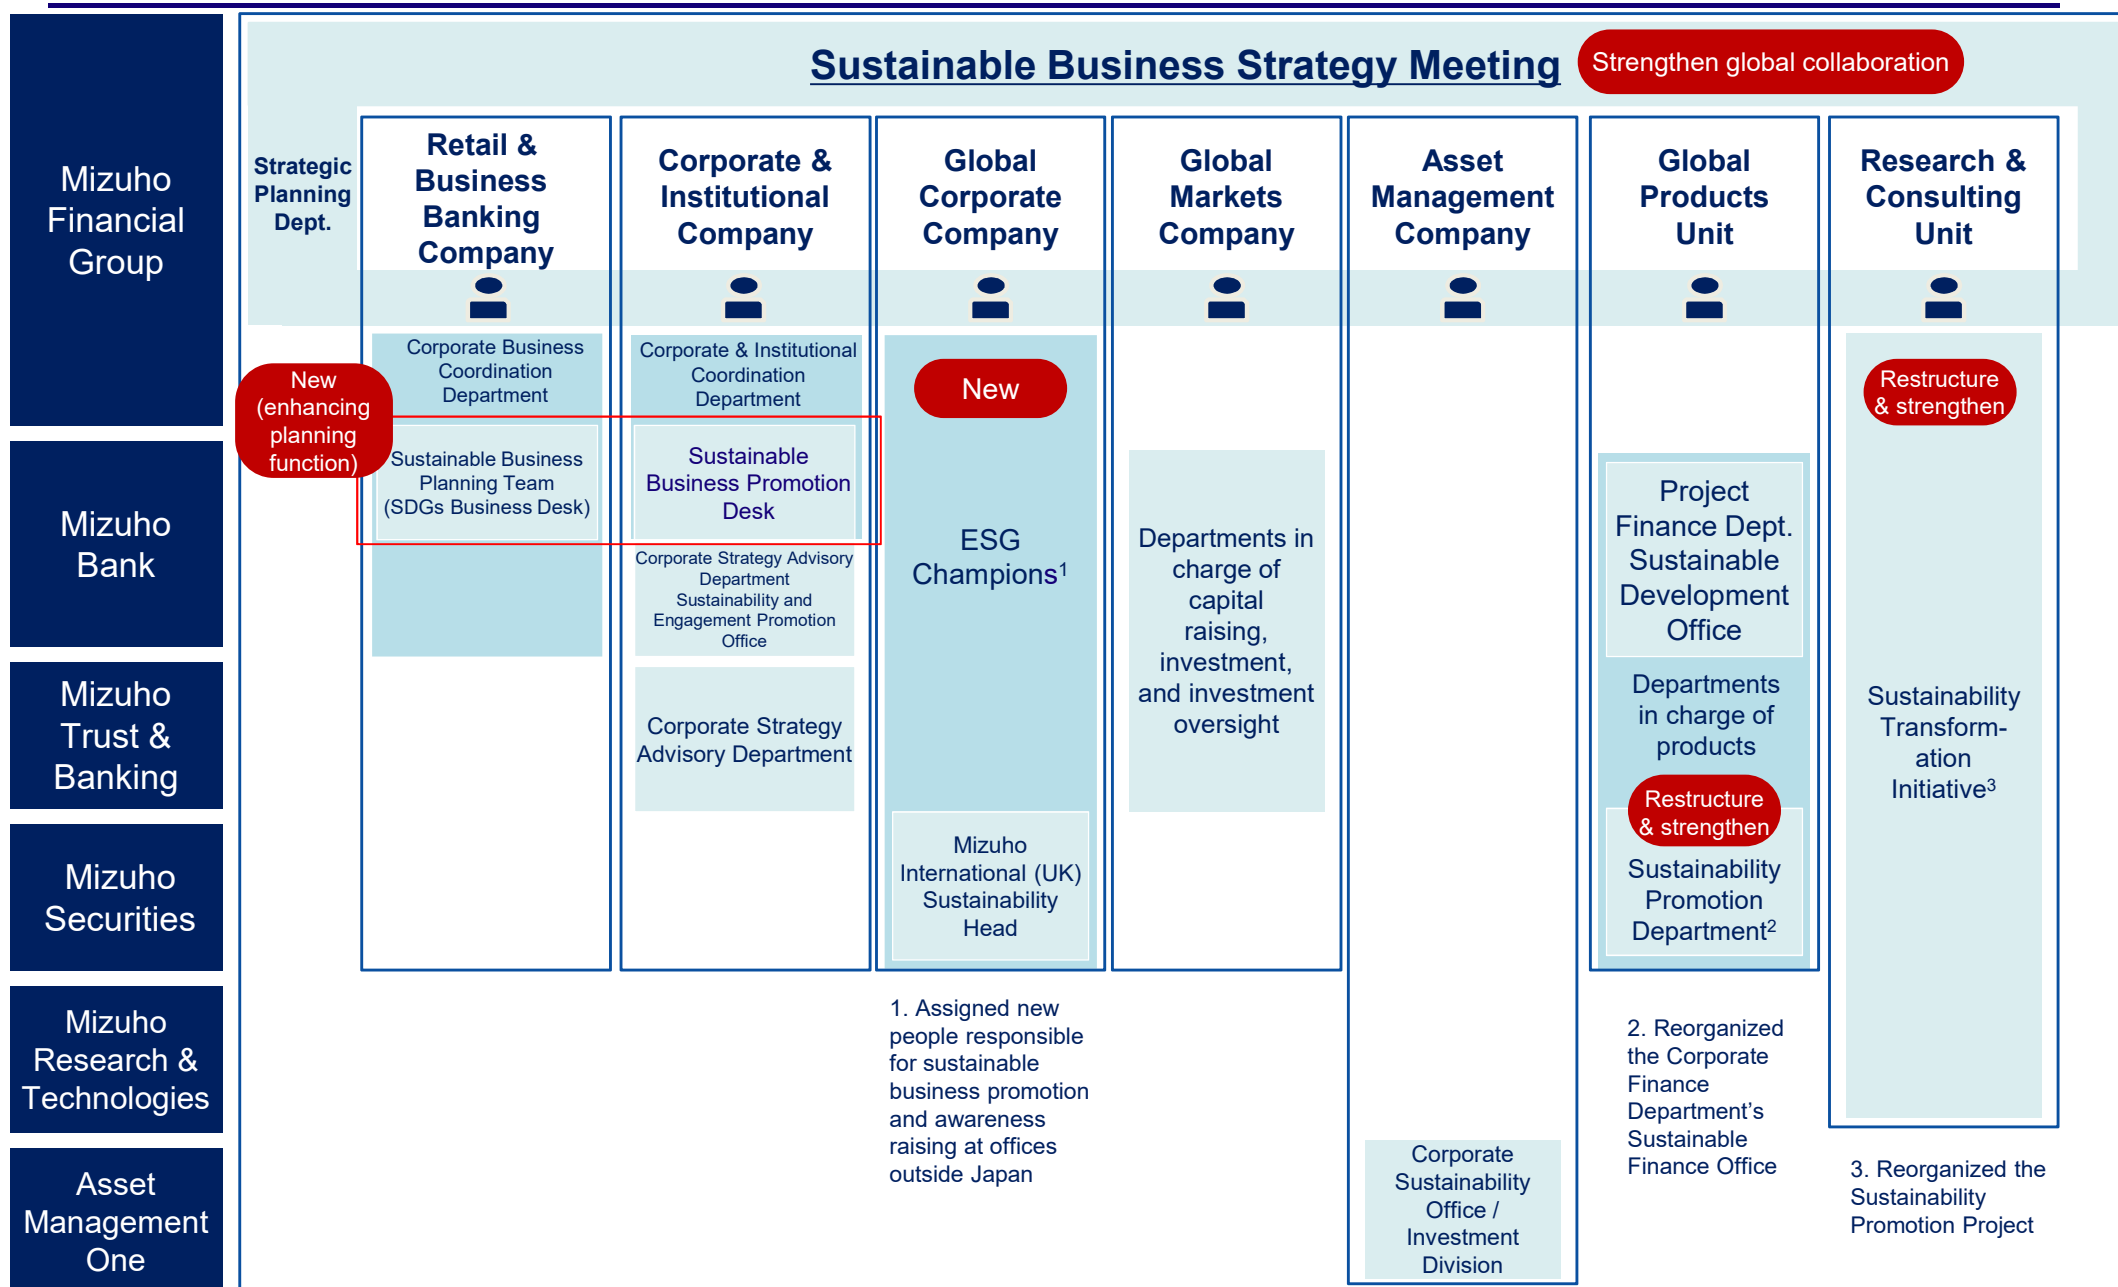 Sustainable Business Strategy Meeting
Strengthen global collaboration
Mizuho
Financial
Group
Strategic
Planning
Dept.
Retail &
Business
Banking
Company
Corporate &
Institutional
Company
Global
Corporate
Company
Global
Markets
Company
Asset
Management
Company
Global
Products
Unit
Research &
Consulting
Unit
New
(enhancing
planning
function)
Corporate Business
Coordination
Department
Sustainable Business
Planning Team
(SDGs Business Desk)
Corporate & Institutional
Coordination
Department
Sustainable
Business Promotion
Desk
Corporate Strategy Advisory
Department
Sustainability and
Engagement Promotion
Office
Corporate Strategy
Advisory Department
New
ESG
Champions1
Mizuho
International (UK)
Sustainability
Head
Departments in
charge of
capital
raising,
investment,
and investment
oversight
Project
Finance Dept.
Sustainable
Development
Office
Departments
in charge of
products
Restructure
& strengthen
Sustainability
Promotion
Department2
Restructure
& strengthen
Sustainability
Transform-
ation
Initiative3
Mizuho
Bank
Mizuho
Trust &
Banking
Mizuho
Securities
Mizuho
Research &
Technologies
Asset
Management
One
1. Assigned new
people responsible
for sustainable
business promotion
and awareness
raising at offices
outside Japan
Corporate
Sustainability
Office /
Investment
Division
2. Reorganized
the Corporate
Finance
Department’s
Sustainable
Finance Office
3. Reorganized the
Sustainability
Promotion Project